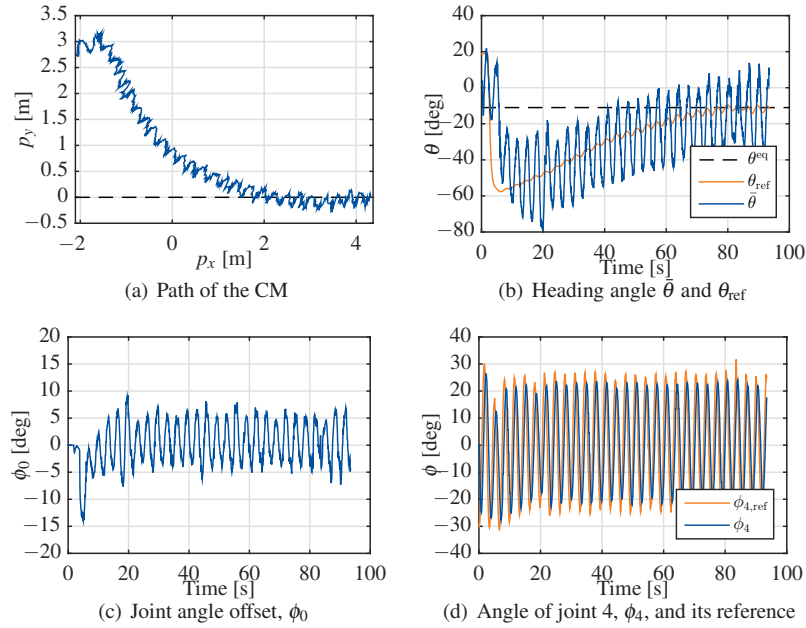 3.5
3
2.5
2
1.5
1
0.5
0
−0.5
p_y [m]
−2 0 2 4
p_x [m]
(a) Path of the CM
40
20
0
−20
−40
−60
−80
θ [deg]
θ^eq
θ_ref
θ̄
0 20 40 60 80 100
Time [s]
(b) Heading angle θ̄ and θ_ref
20
15
10
5
0
−5
−10
−15
−20
ϕ_0 [deg]
0 20 40 60 80 100
Time [s]
(c) Joint angle offset, ϕ_0
40
30
20
10
0
−10
−20
−30
−40
ϕ [deg]
ϕ_4,ref
ϕ_4
0 20 40 60 80 100
Time [s]
(d) Angle of joint 4, ϕ_4, and its reference